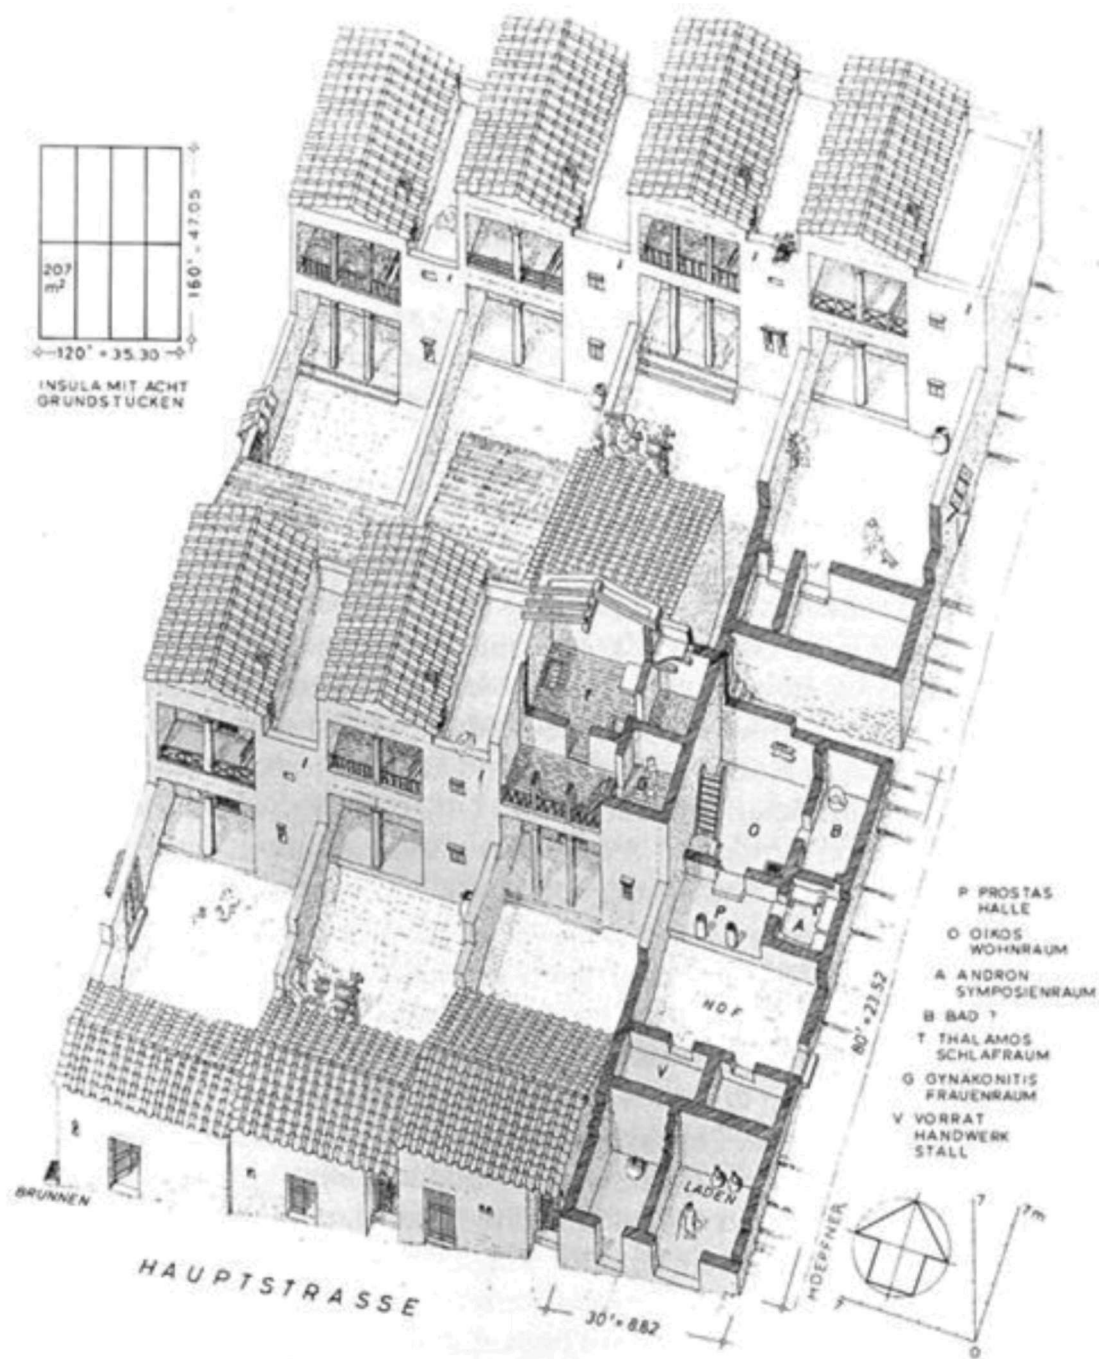 207
m²
160' = 47.05
120' = 35.30
INSULA MIT ACHT
GRUNDSTUCKEN
T
G
O
B
P
A
HOF
V
LADEN
P PROSTAS
HALLE
O OIKOS
WOHNRAUM
A ANDRON
SYMPOSIENRAUM
B BAD ?
T THALAMOS
SCHLAFRAUM
G GYNÄKONITIS
FRAUENRAUM
V VORRAT
HANDWERK
STALL
80' = 23.52
BRUNNEN
HAUPTSTRASSE
30' = 8.82
HOEPFNER
7
7m
7
0